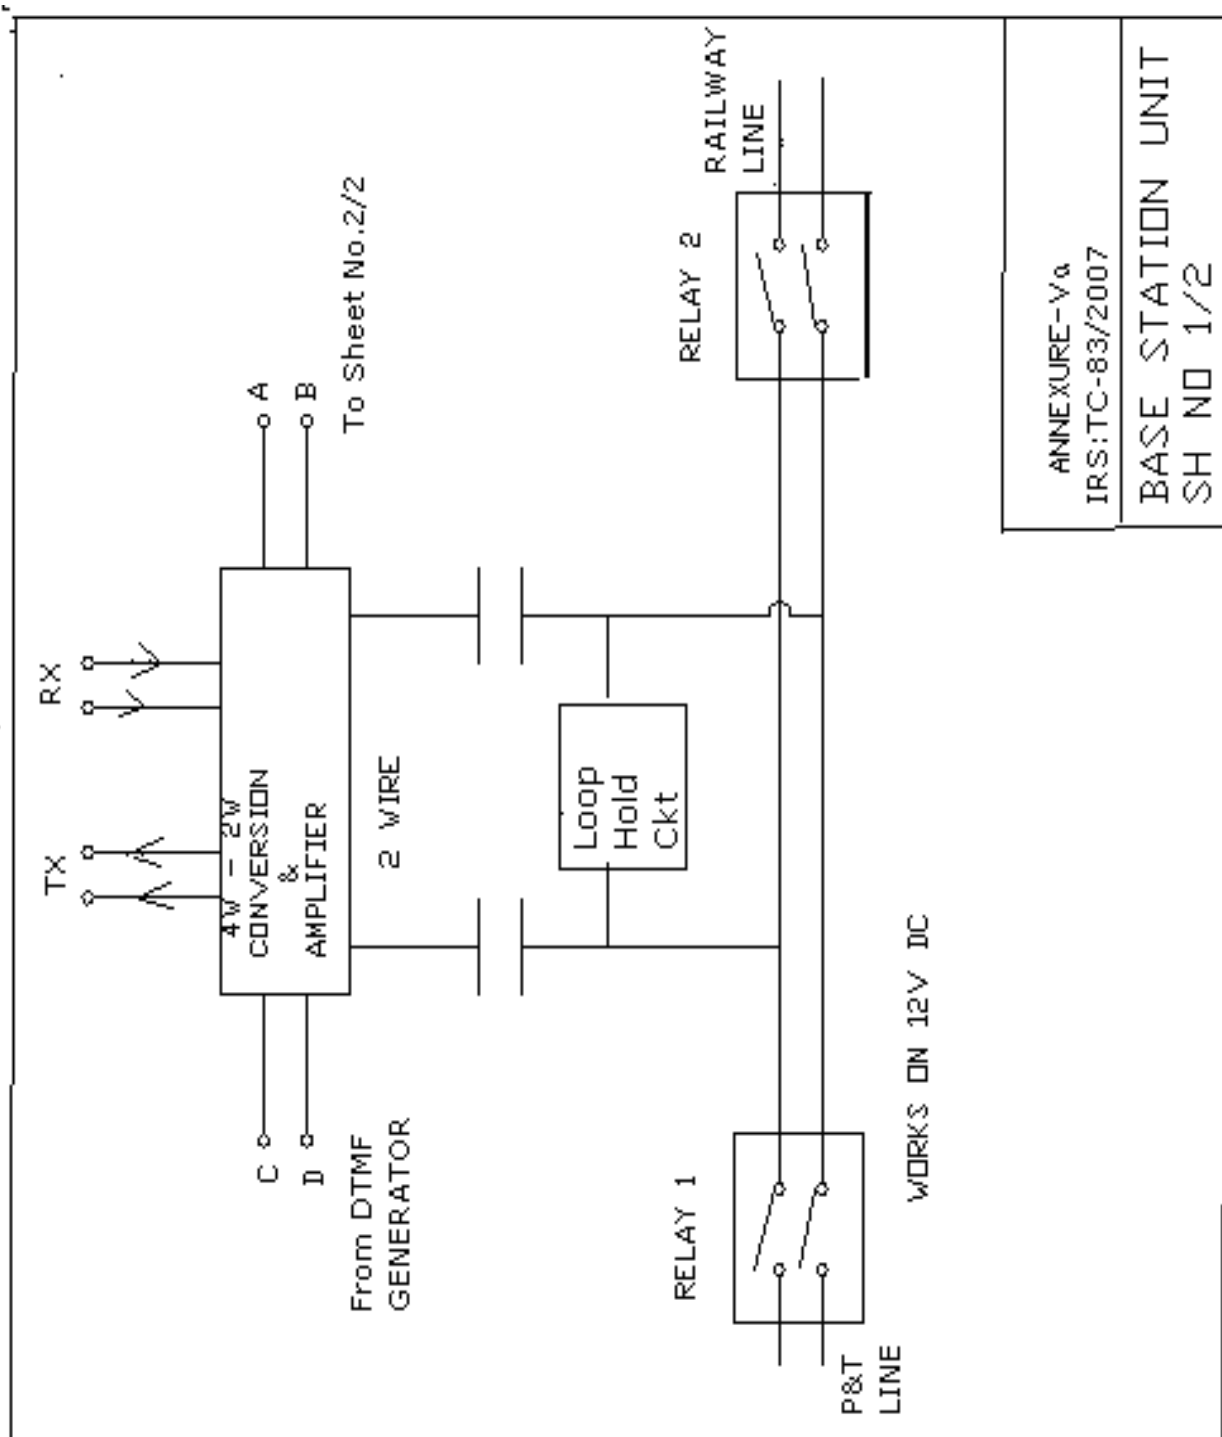 TX
RX
4W - 2W
CONVERSION
&
AMPLIFIER
C
D
From DTMF
GENERATOR
A
B
To Sheet No.2/2
2 WIRE
Loop
Hold
Ckt
RELAY 1
P&T
LINE
RELAY 2
RAILWAY
LINE
WORKS ON 12V DC
ANNEXURE-Va
IRS:TC-83/2007
BASE STATION UNIT
SH NO 1/2